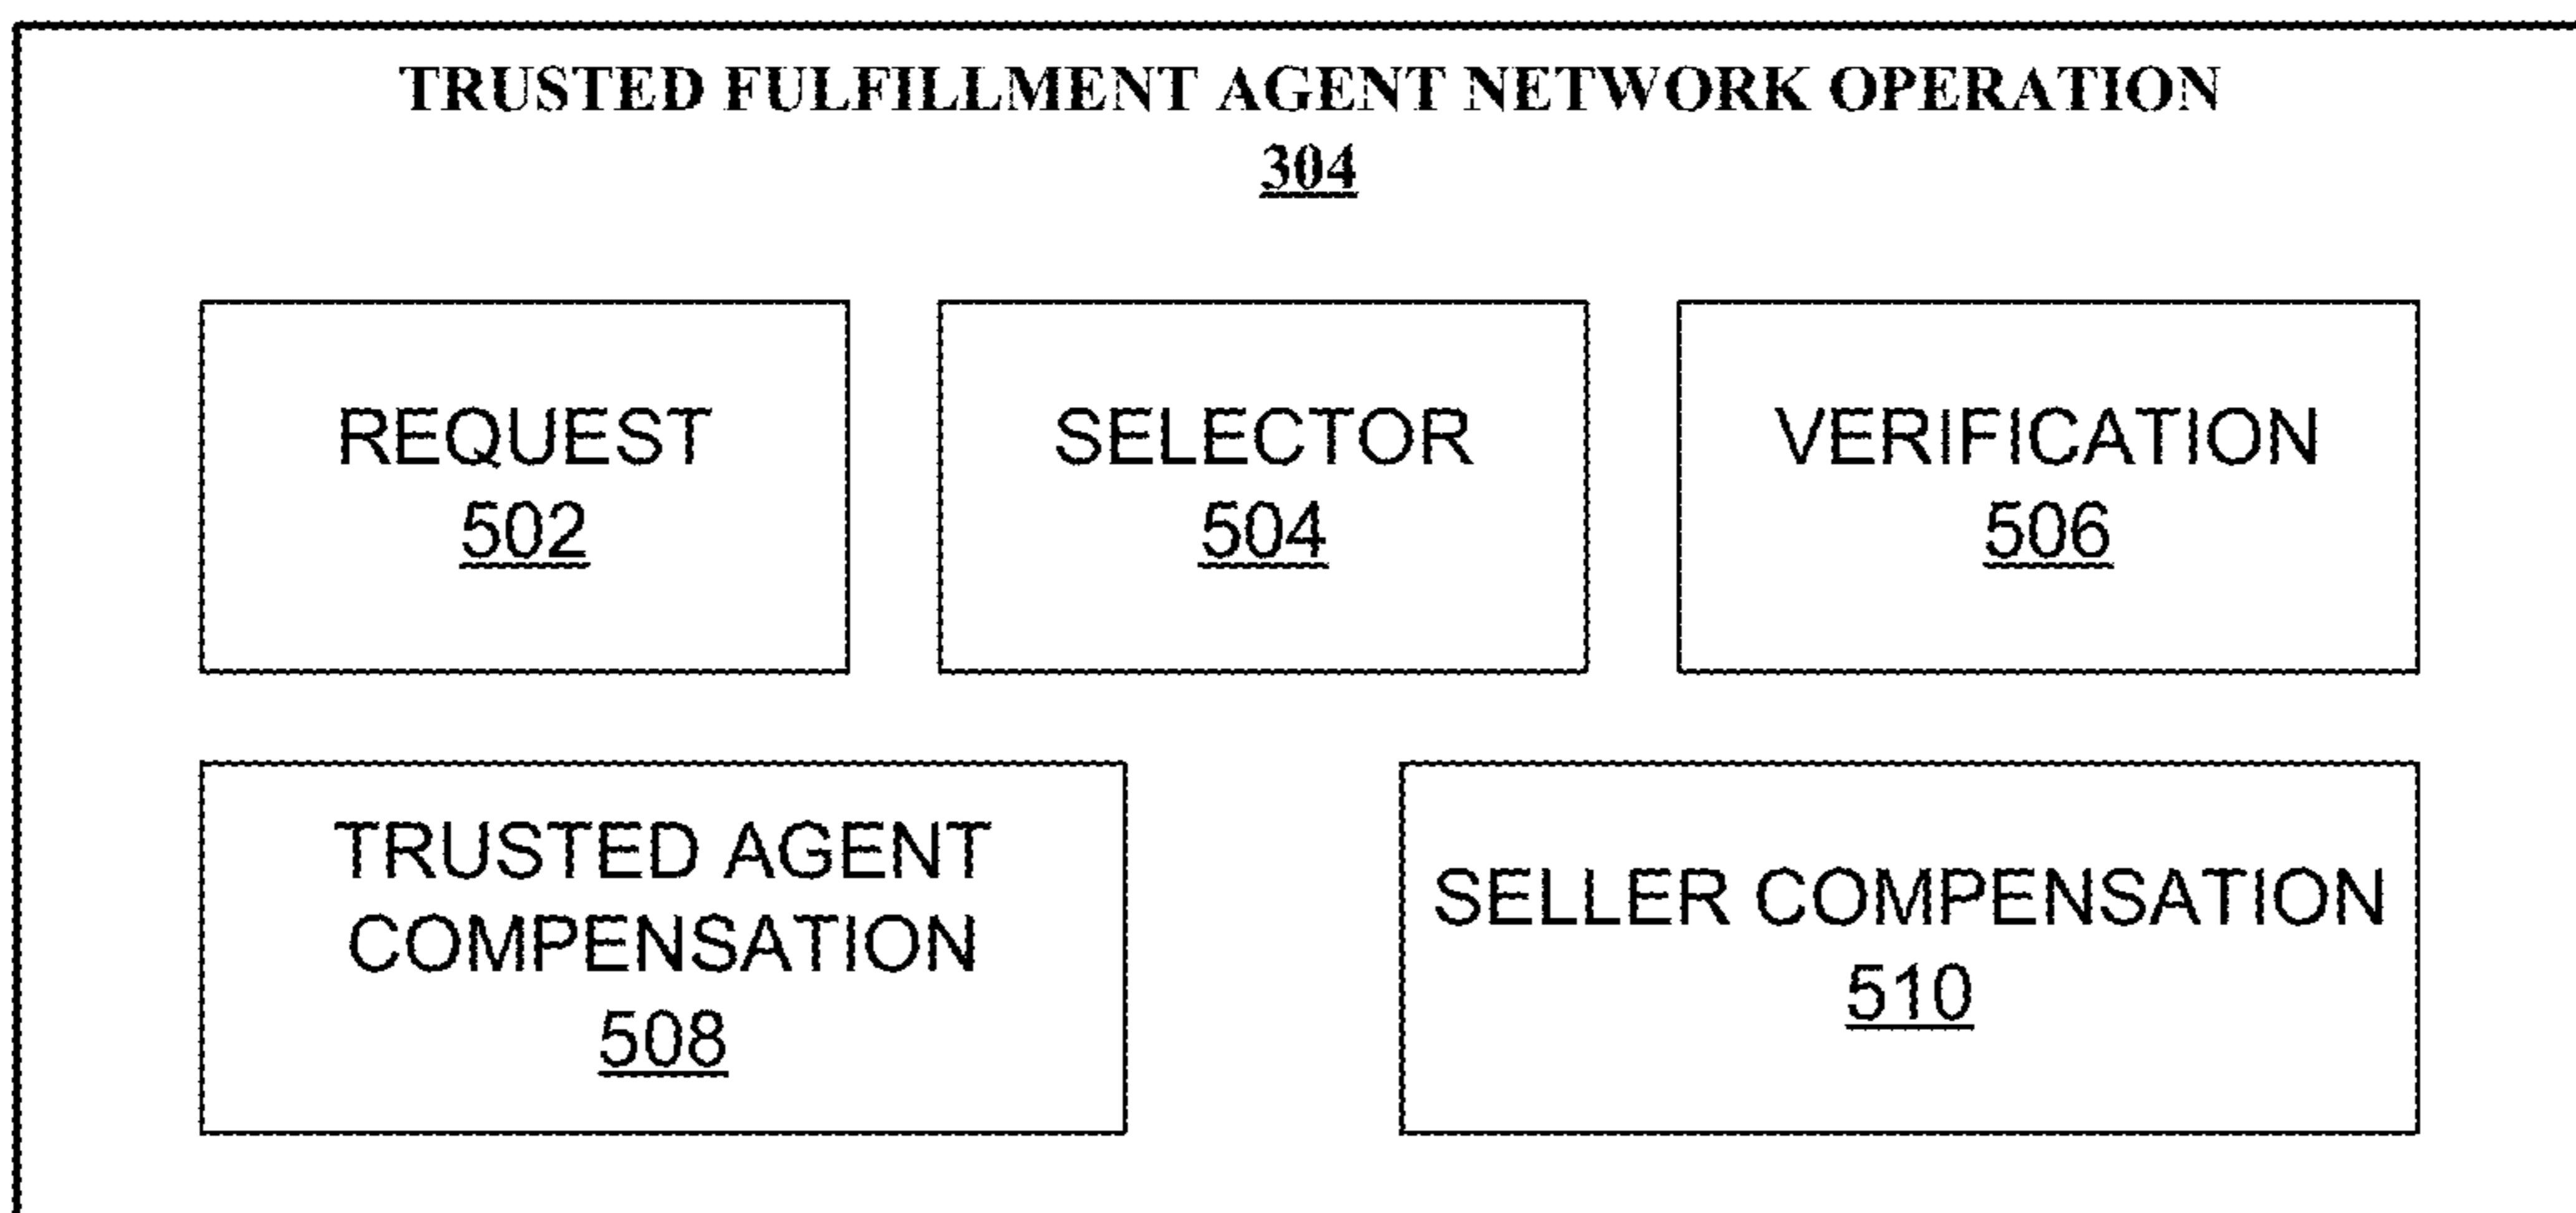 TRUSTED FULFILLMENT AGENT NETWORK OPERATION
304
REQUEST
502
SELECTOR
504
VERIFICATION
506
TRUSTED AGENT
COMPENSATION
508
SELLER COMPENSATION
510